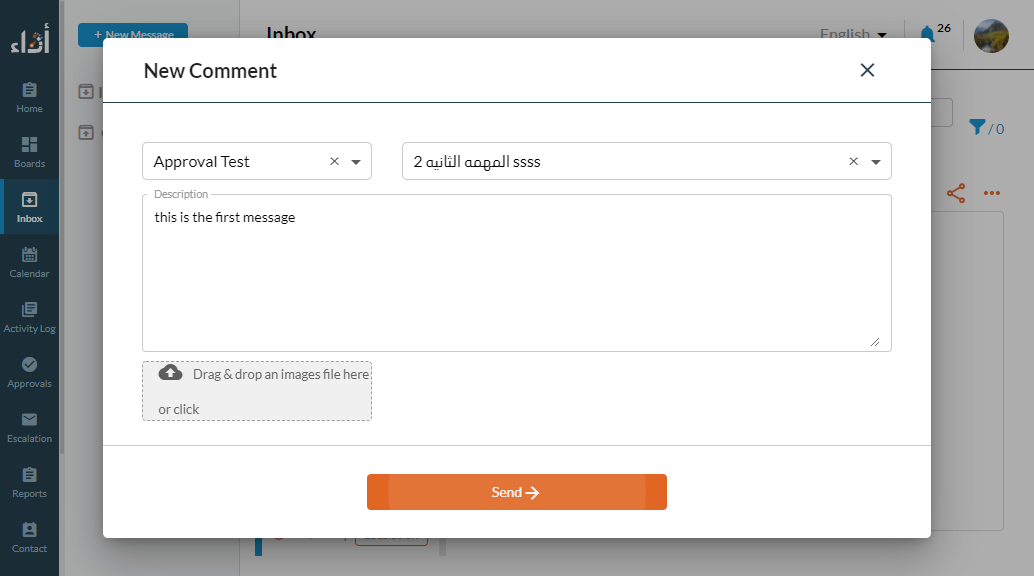 أداء
Home
Boards
Inbox
Calendar
Activity Log
Approvals
Escalation
Reports
Contact
+ New Message
Inbox
English
26
/ 0
New Comment
Approval Test
المهمه الثانيه 2 ssss
Description
this is the first message
Drag & drop an images file here
or click
Send